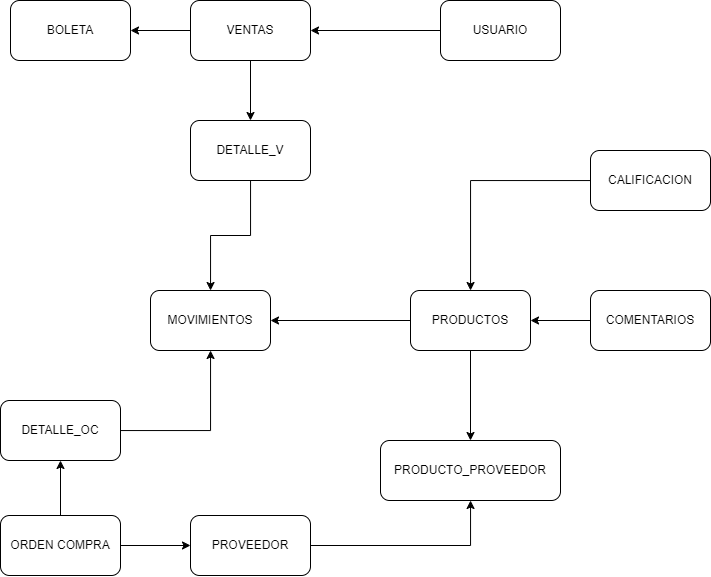 BOLETA
VENTAS
USUARIO
DETALLE_V
CALIFICACION
MOVIMIENTOS
PRODUCTOS
COMENTARIOS
DETALLE_OC
PRODUCTO_PROVEEDOR
ORDEN COMPRA
PROVEEDOR